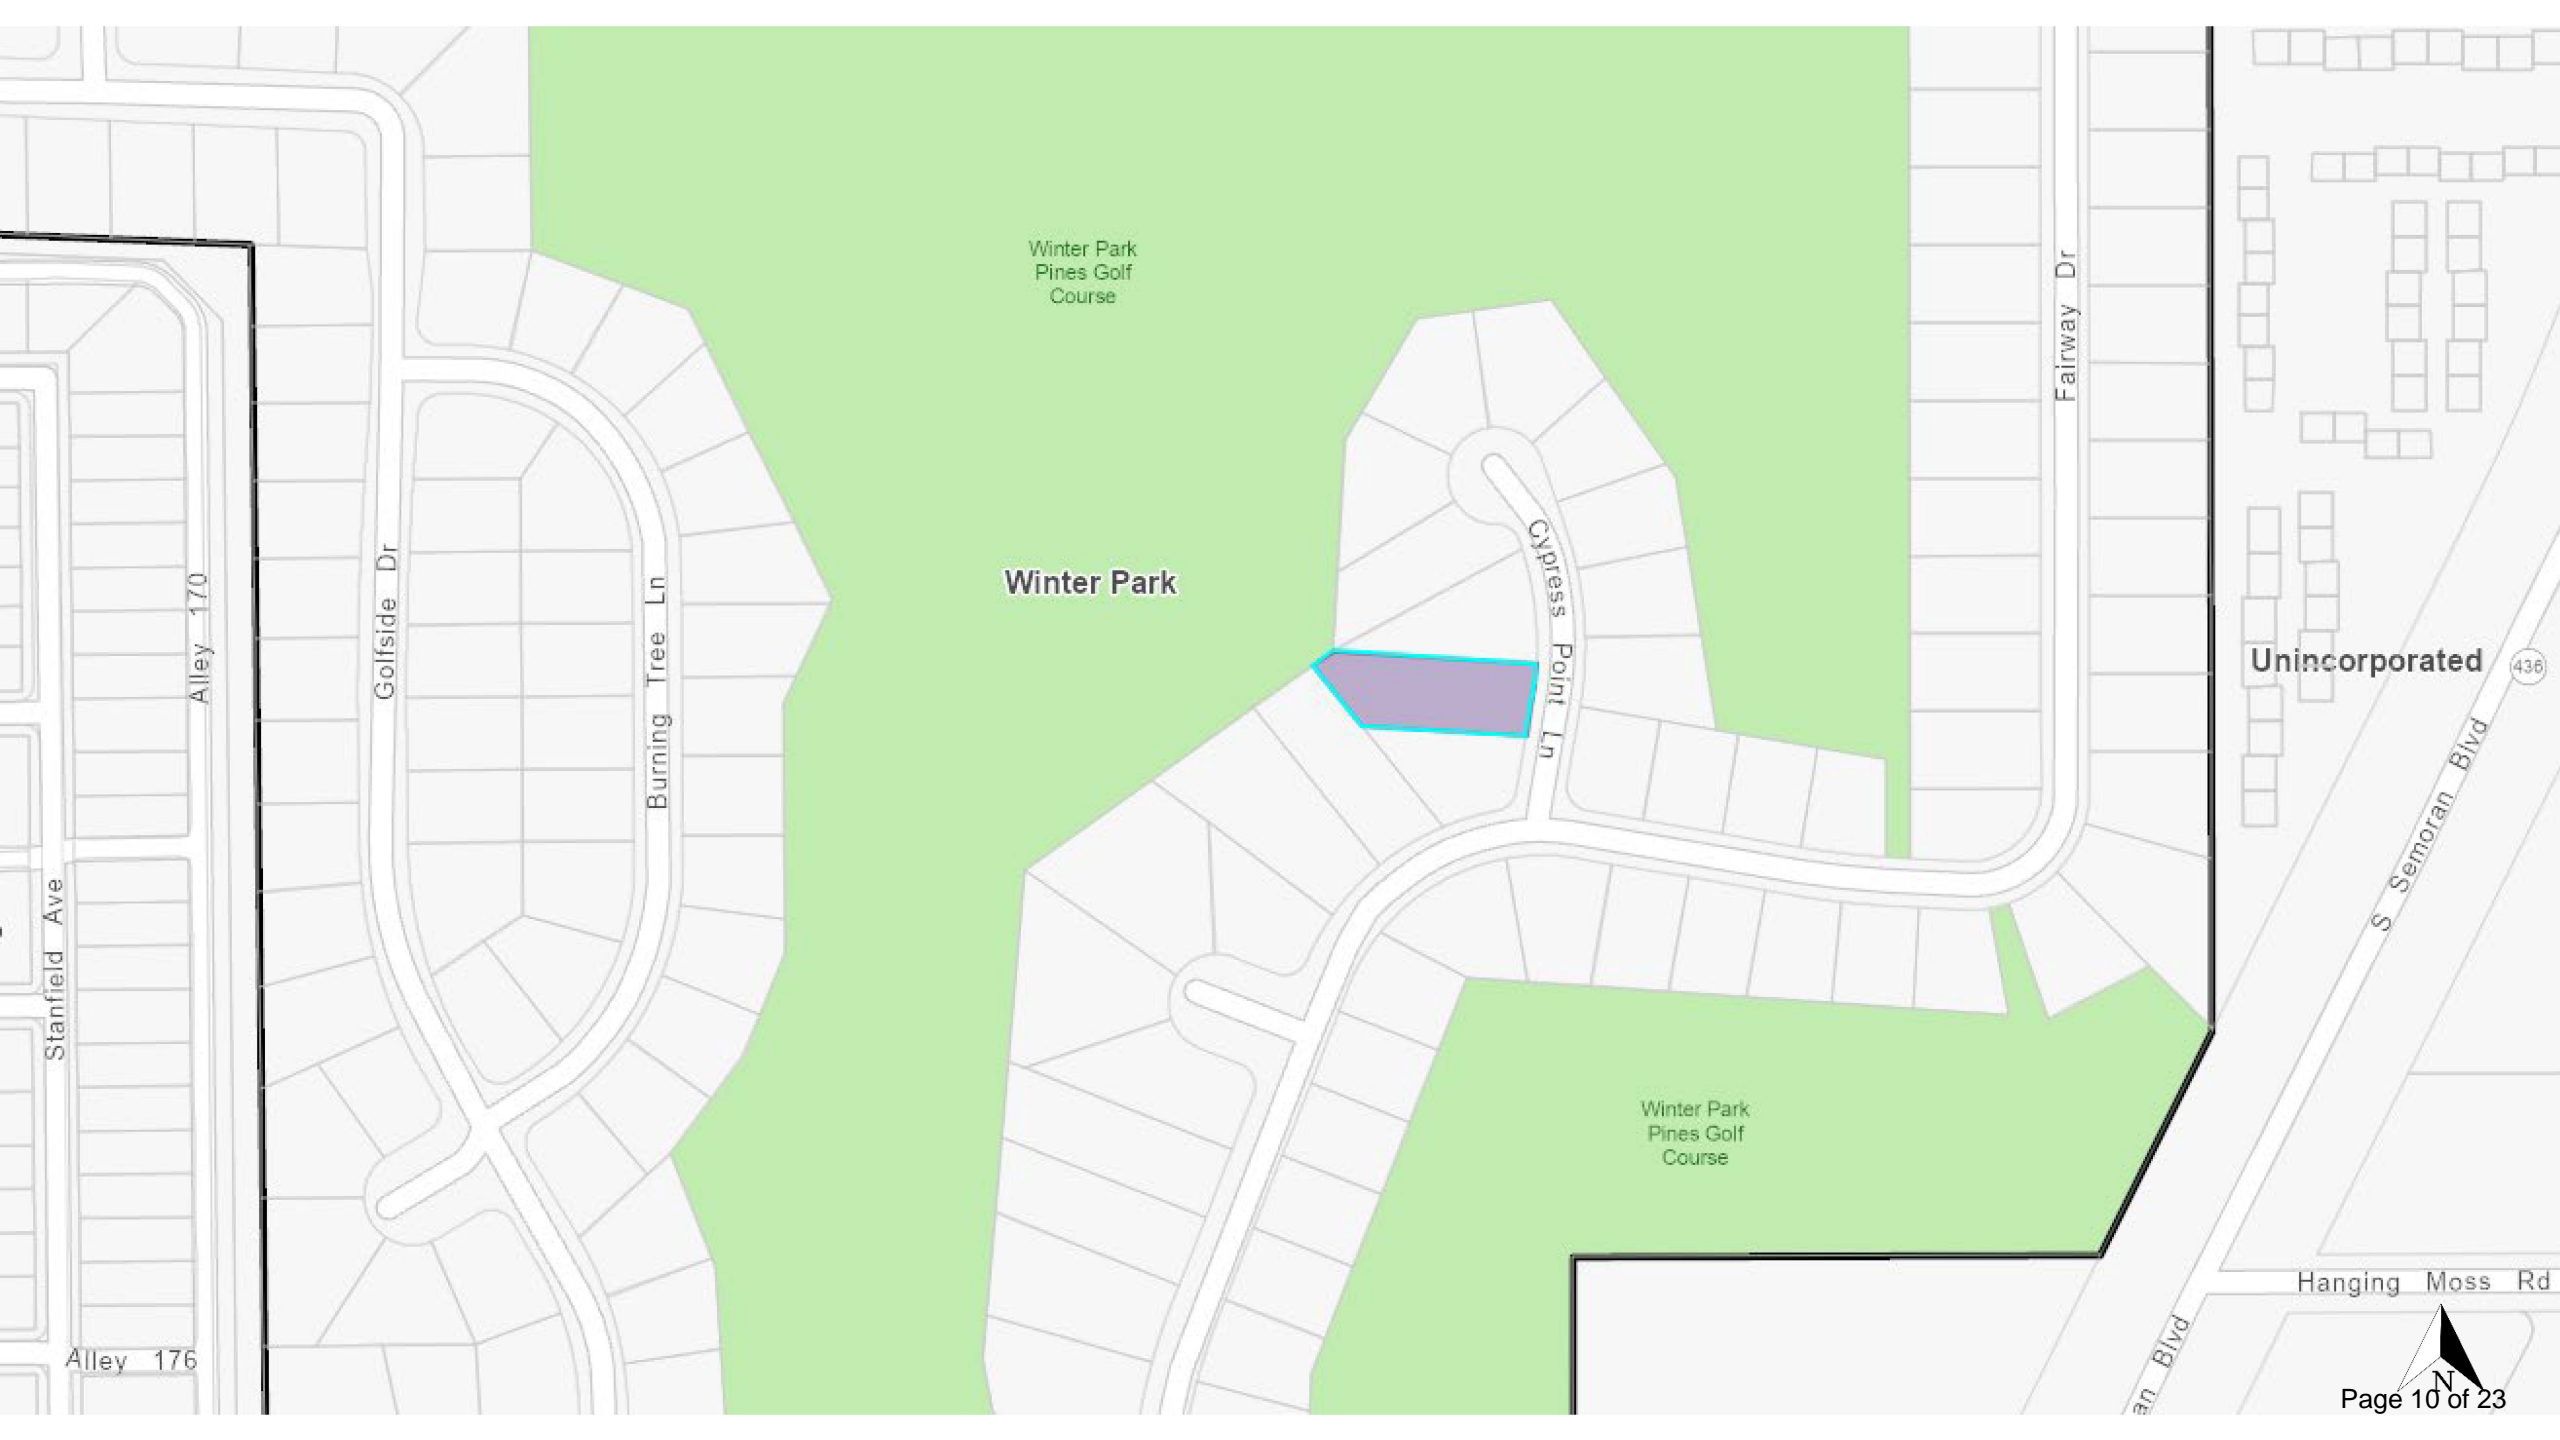 Winter Park
Pines Golf
Course
Fairway Dr
Cypress Point Ln
Golfside Dr
Alley 170
Burning Tree Ln
Winter Park
Unincorporated
436
S Semoran Blvd
Stanfield Ave
Winter Park
Pines Golf
Course
Hanging Moss Rd
Blvd
Alley 176
N
Page 10 of 23